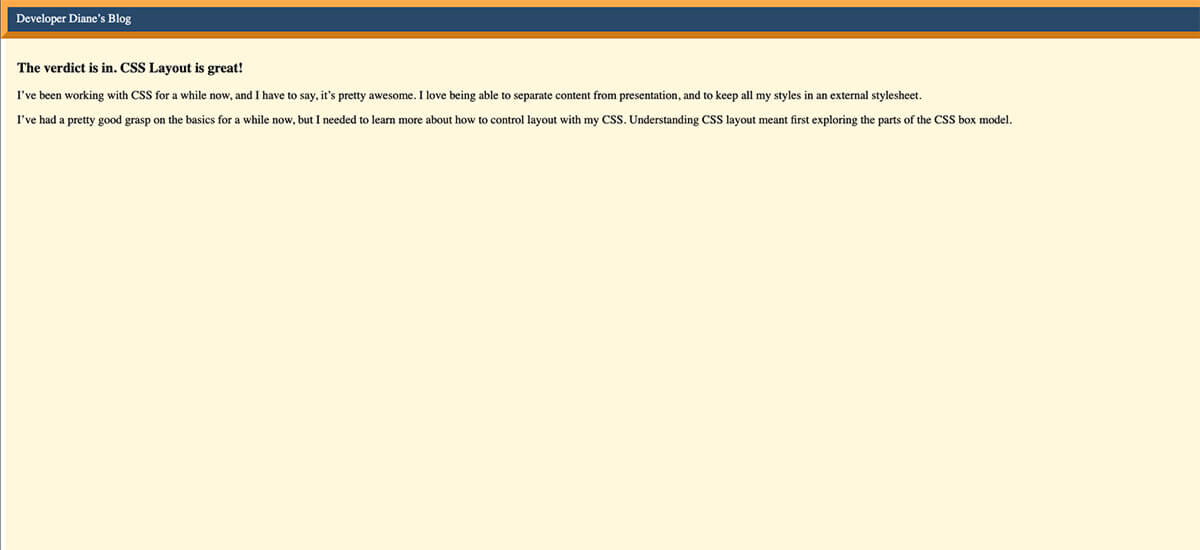 Developer Diane’s Blog
The verdict is in. CSS Layout is great!
I’ve been working with CSS for a while now, and I have to say, it’s pretty awesome. I love being able to separate content from presentation, and to keep all my styles in an external stylesheet.
I’ve had a pretty good grasp on the basics for a while now, but I needed to learn more about how to control layout with my CSS. Understanding CSS layout meant first exploring the parts of the CSS box model.